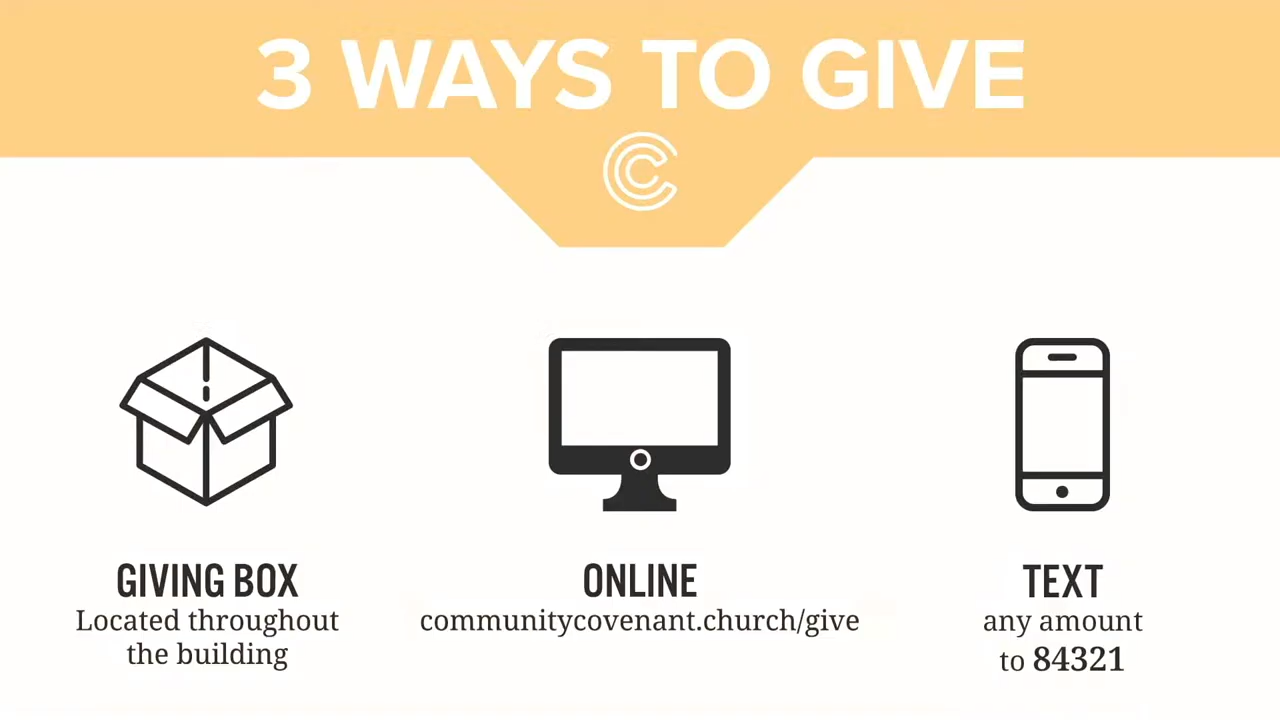 3 WAYS TO GIVE
GIVING BOX
Located throughout
the building
ONLINE
communitycovenant.church/give
TEXT
any amount
to 84321